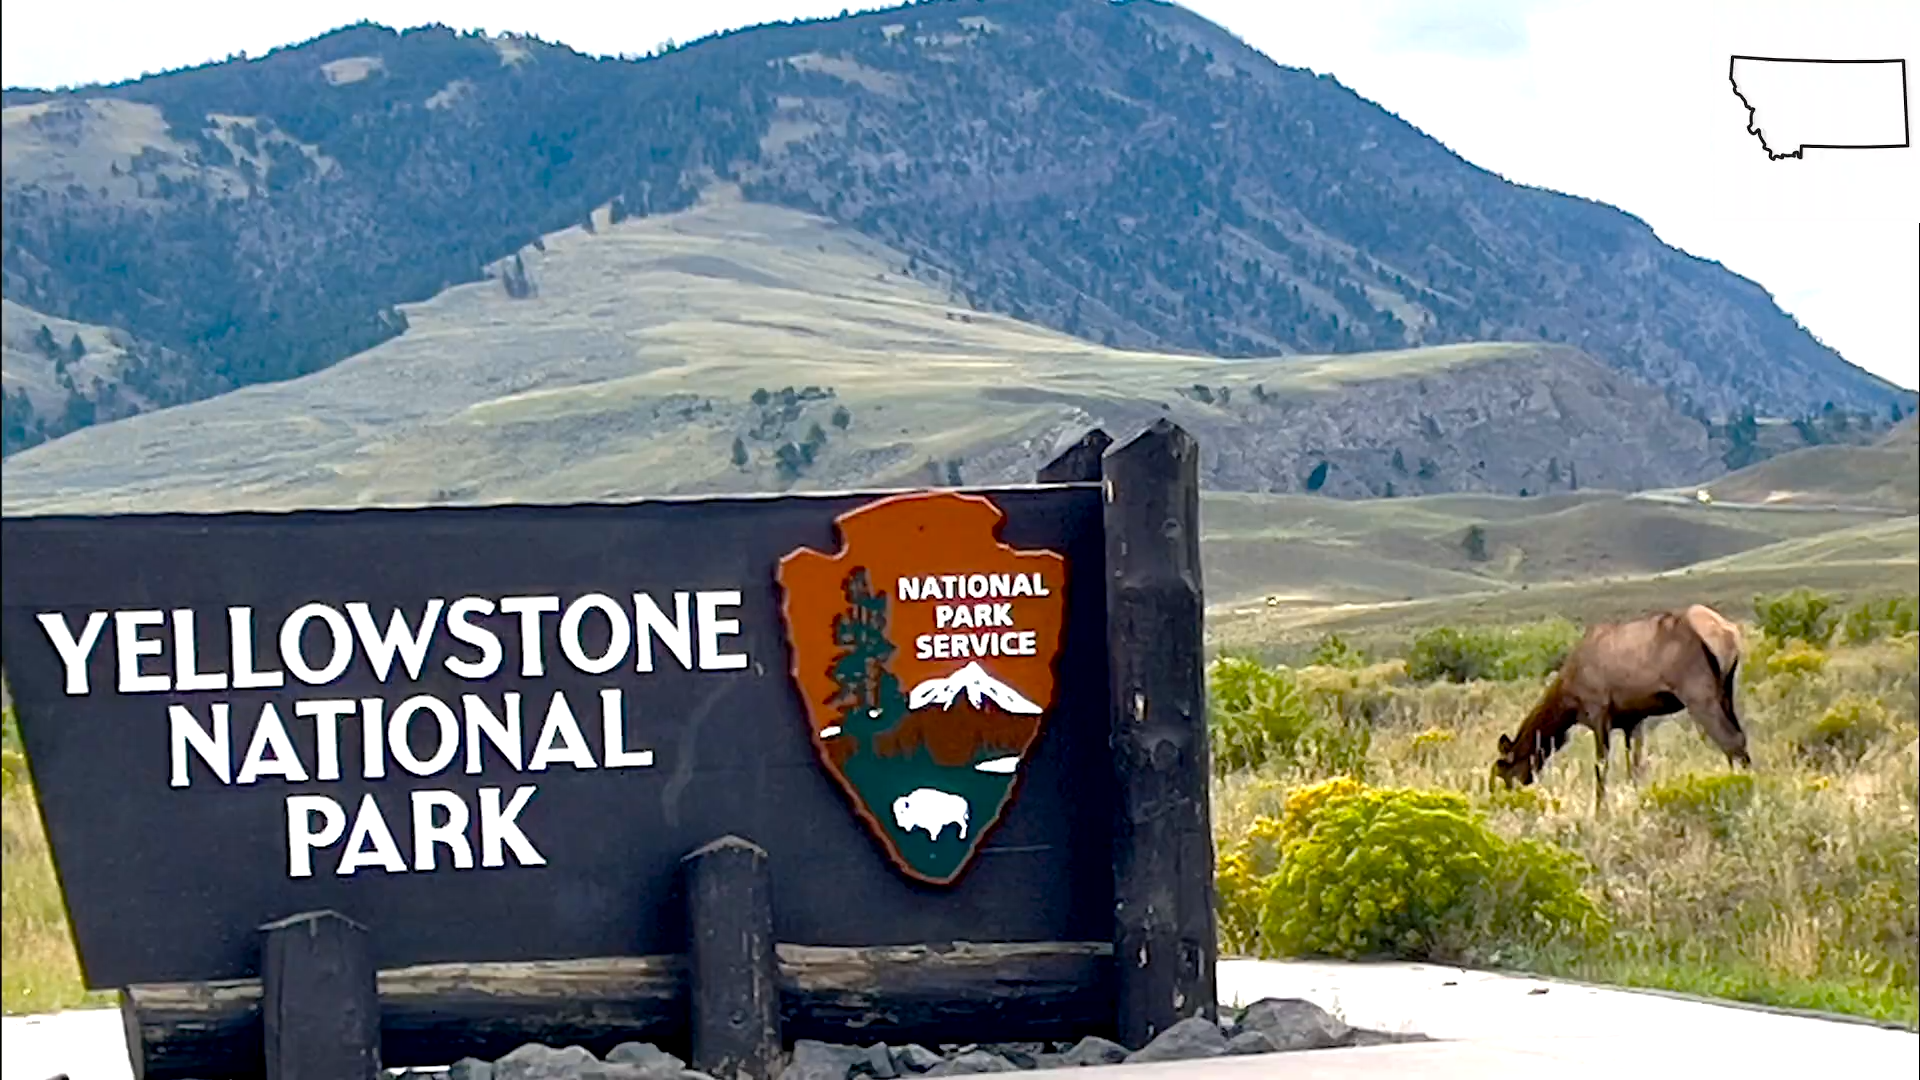 YELLOWSTONE
NATIONAL
PARK
NATIONAL
PARK
SERVICE